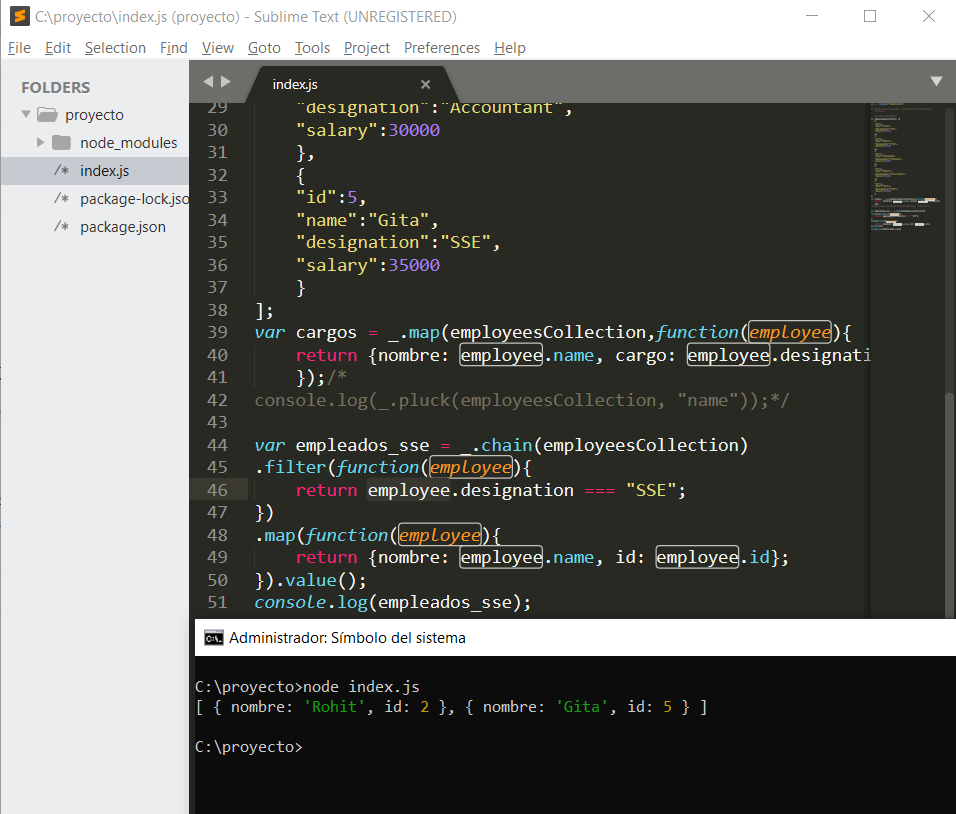 C:\proyecto\index.js (proyecto) - Sublime Text (UNREGISTERED)
File Edit Selection Find View Goto Tools Project Preferences Help
FOLDERS
proyecto
node_modules
/* index.js
/* package-lock.jso
/* package.json
index.js
29 "designation":"Accountant",
30 "salary":30000
31 },
32 {
33 "id":5,
34 "name":"Gita",
35 "designation":"SSE",
36 "salary":35000
37 }
38 ];
39 var cargos = _.map(employeesCollection,function(employee){
40 return {nombre: employee.name, cargo: employee.designati
41 });/*
42 console.log(_.pluck(employeesCollection, "name"));*/
43
44 var empleados_sse = _.chain(employeesCollection)
45 .filter(function(employee){
46 return employee.designation === "SSE";
47 })
48 .map(function(employee){
49 return {nombre: employee.name, id: employee.id};
50 }).value();
51 console.log(empleados_sse);
Administrador: Símbolo del sistema
C:\proyecto>node index.js
[ { nombre: 'Rohit', id: 2 }, { nombre: 'Gita', id: 5 } ]
C:\proyecto>